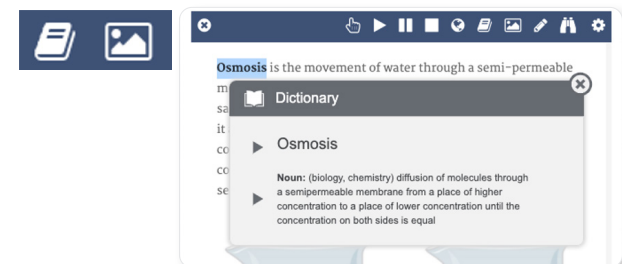 Osmosis is the movement of water through a semi-permeable
m
Dictionary
sa
it
Osmosis
co
co
Noun: (biology, chemistry) diffusion of molecules through
se
a semipermeable membrane from a place of higher
concentration to a place of lower concentration until the
concentration on both sides is equal